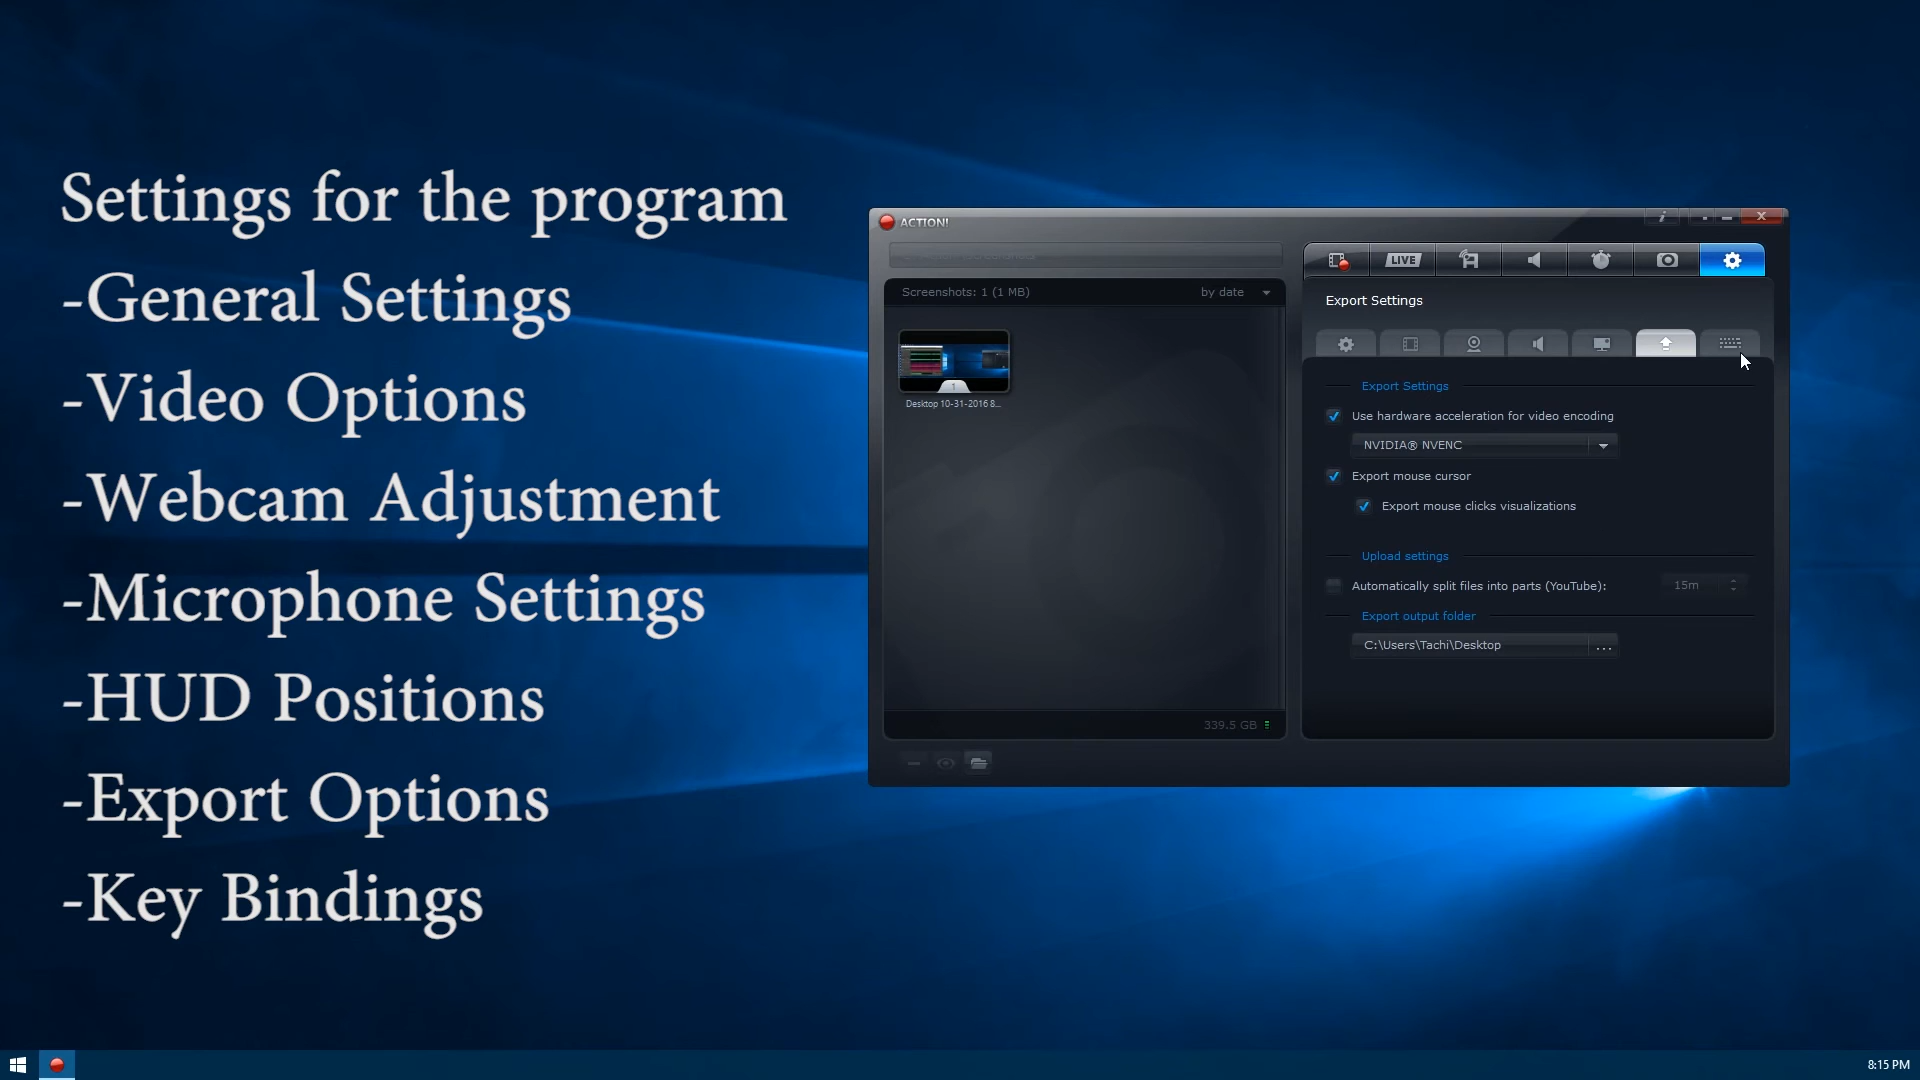 Settings for the program
-General Settings
-Video Options
-Webcam Adjustment
-Microphone Settings
-HUD Positions
-Export Options
-Key Bindings
ACTION!
Screenshots: 1 (1 MB)
by date
1
Desktop 10-31-2016 8...
339.5 GB
LIVE
Export Settings
Export Settings
Use hardware acceleration for video encoding
NVIDIA® NVENC
Export mouse cursor
Export mouse clicks visualizations
Upload settings
Automatically split files into parts (YouTube): 15m
Export output folder
C:\Users\Tachi\Desktop ...
8:15 PM